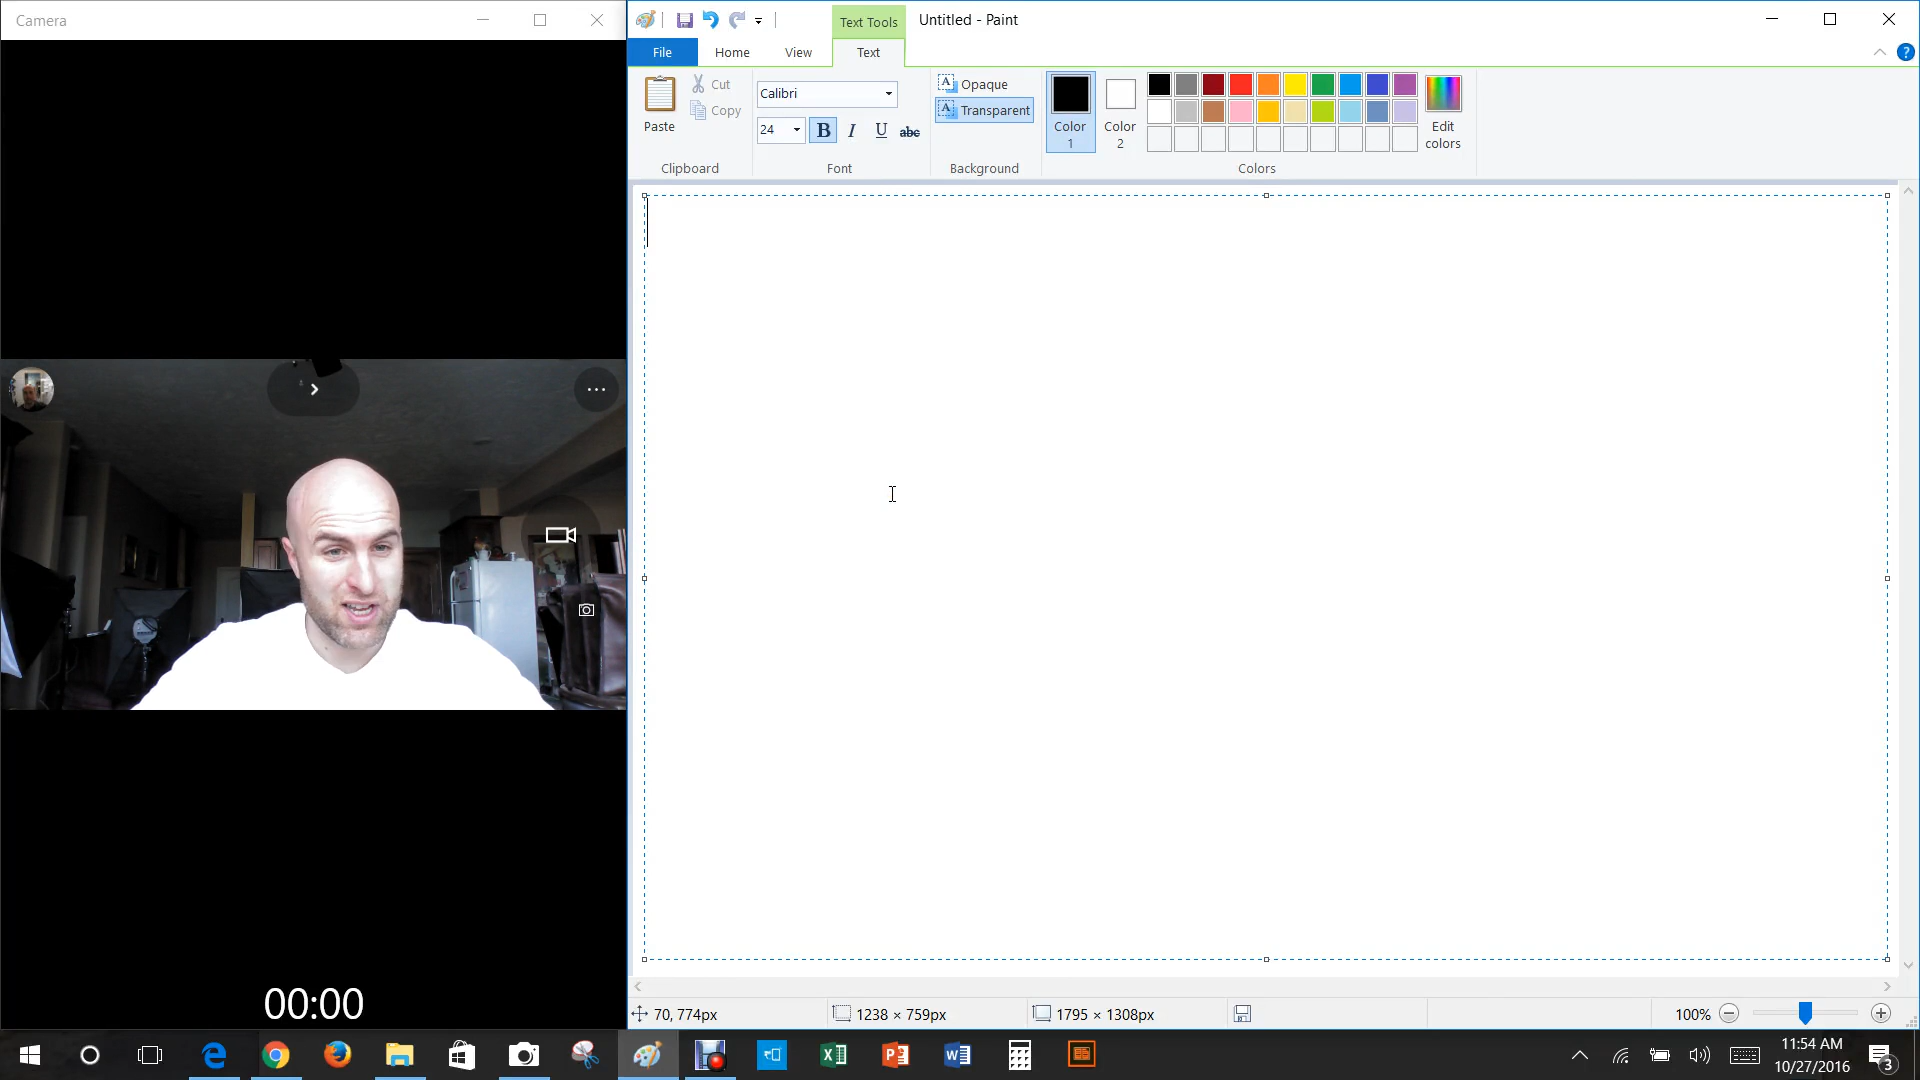 Camera
Text Tools
Untitled - Paint
File
Home
View
Text
Paste
Cut
Copy
Clipboard
Calibri
24
B I U abc
Font
Opaque
Transparent
Background
Color
1
Color
2
Edit
colors
Colors
00:00
70, 774px
1238 × 759px
1795 × 1308px
100%
11:54 AM
10/27/2016
3